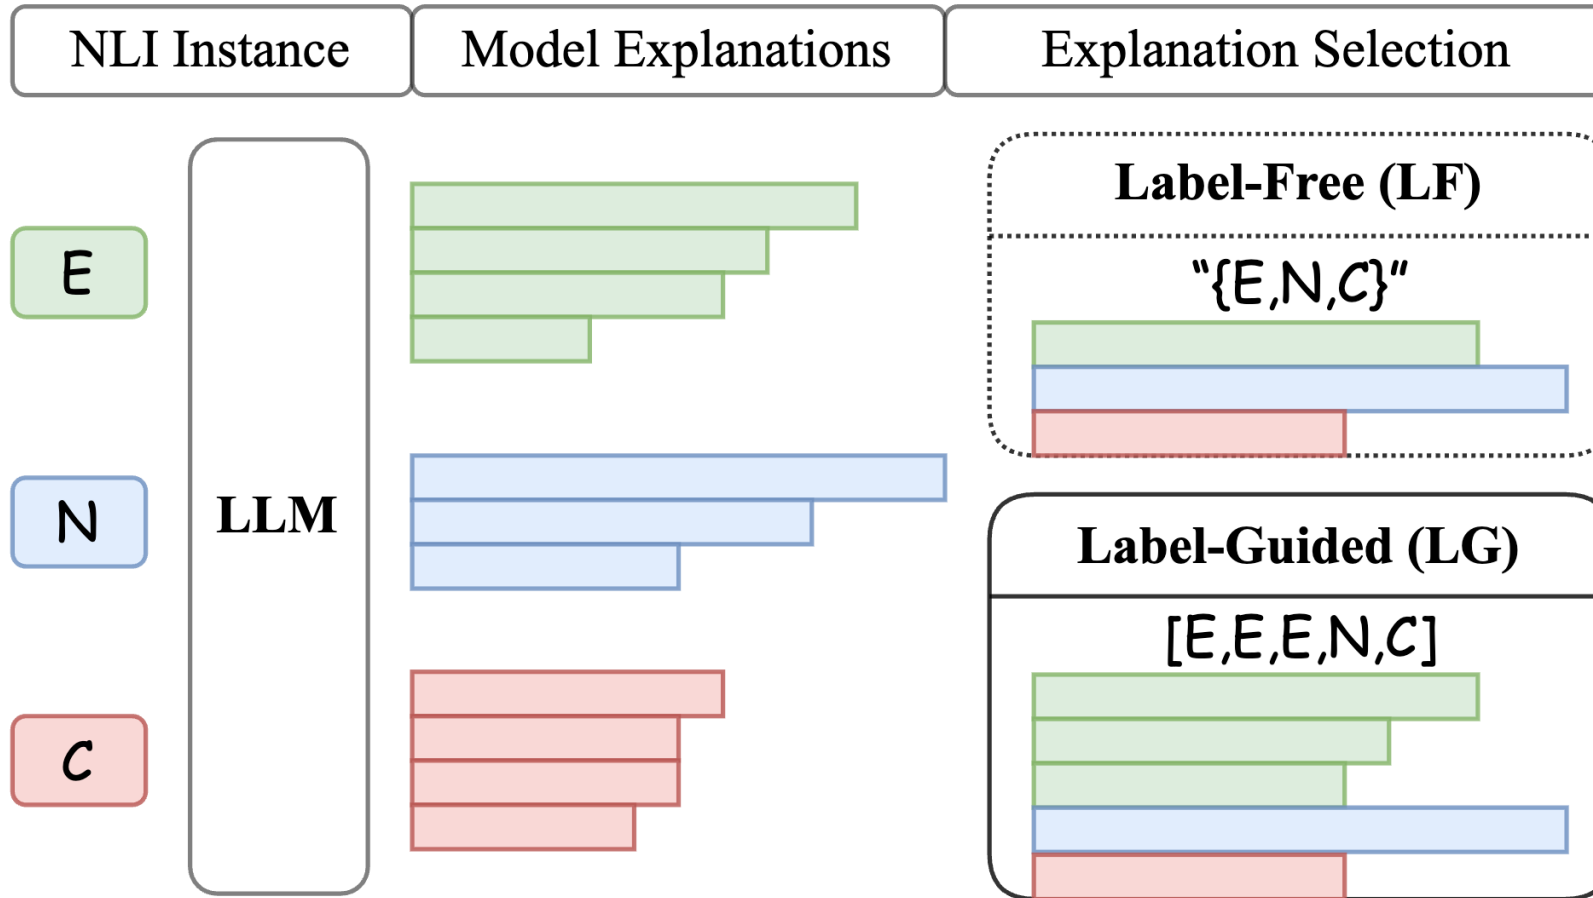 NLI Instance
Model Explanations
Explanation Selection
E
N
C
LLM
Label-Free (LF)
“{E,N,C}”
Label-Guided (LG)
[E,E,E,N,C]